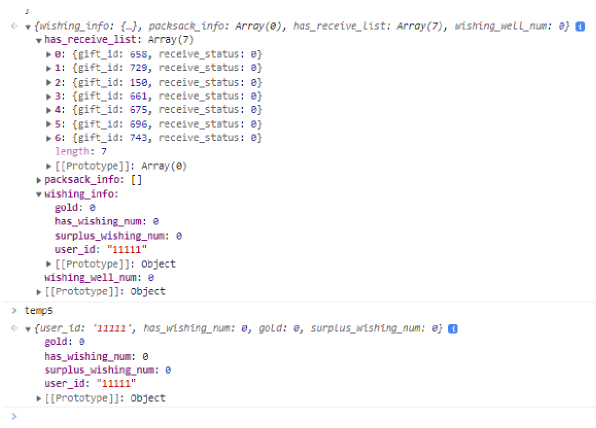 }
{wishing_info: {…}, packsack_info: Array(0), has_receive_list: Array(7), wishing_well_num: 0}
has_receive_list: Array(7)
0: {gift_id: 658, receive_status: 0}
1: {gift_id: 729, receive_status: 0}
2: {gift_id: 150, receive_status: 0}
3: {gift_id: 661, receive_status: 0}
4: {gift_id: 675, receive_status: 0}
5: {gift_id: 696, receive_status: 0}
6: {gift_id: 743, receive_status: 0}
length: 7
[[Prototype]]: Array(0)
packsack_info: []
wishing_info:
gold: 0
has_wishing_num: 0
surplus_wishing_num: 0
user_id: "11111"
[[Prototype]]: Object
wishing_well_num: 0
[[Prototype]]: Object
> temp5
{user_id: '11111', has_wishing_num: 0, gold: 0, surplus_wishing_num: 0}
gold: 0
has_wishing_num: 0
surplus_wishing_num: 0
user_id: "11111"
[[Prototype]]: Object
>